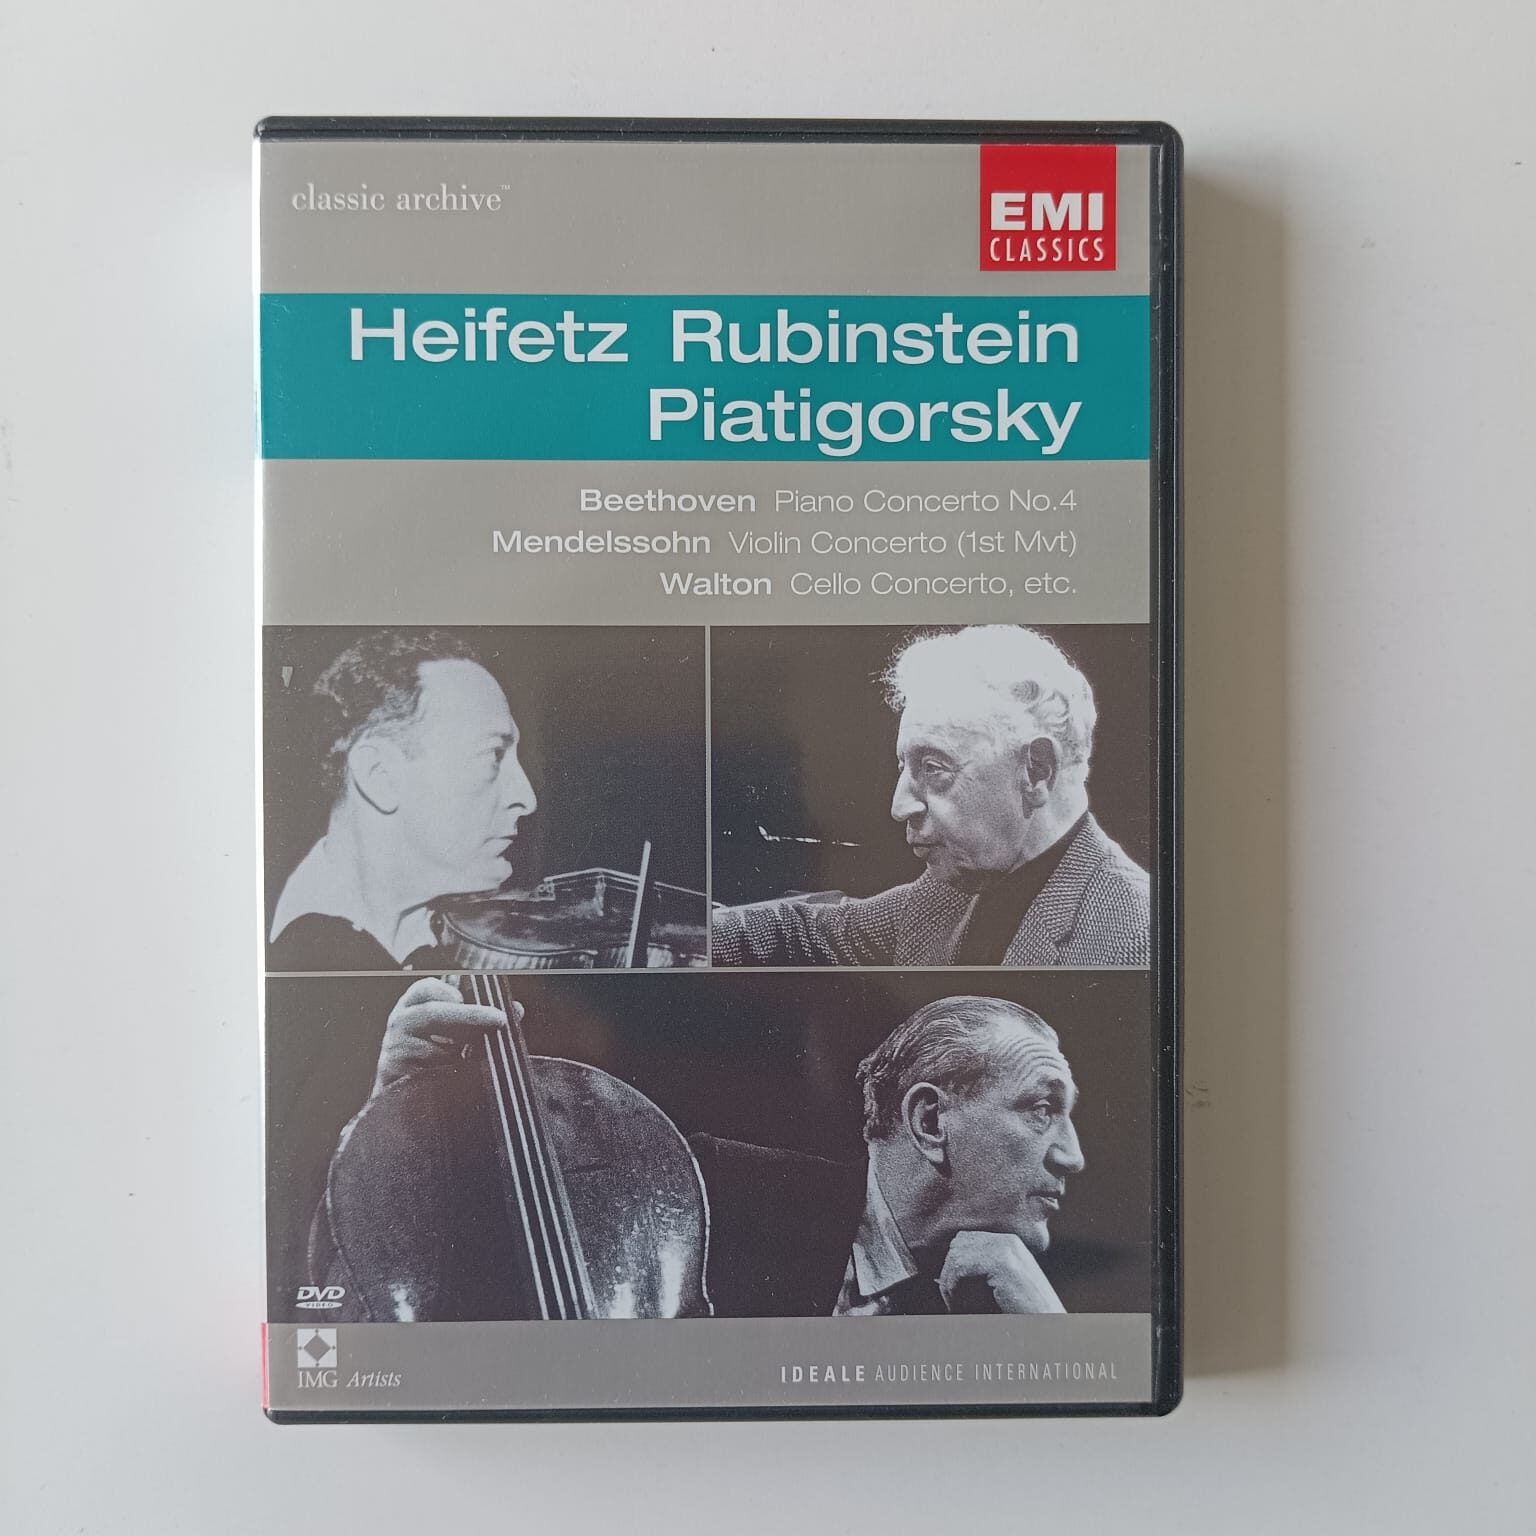 classic archive™
EMI
CLASSICS
Heifetz Rubinstein
Piatigorsky
Beethoven Piano Concerto No.4
Mendelssohn Violin Concerto (1st Mvt)
Walton Cello Concerto, etc.
DVD
VIDEO
IMG Artists
IDEALE AUDIENCE INTERNATIONAL